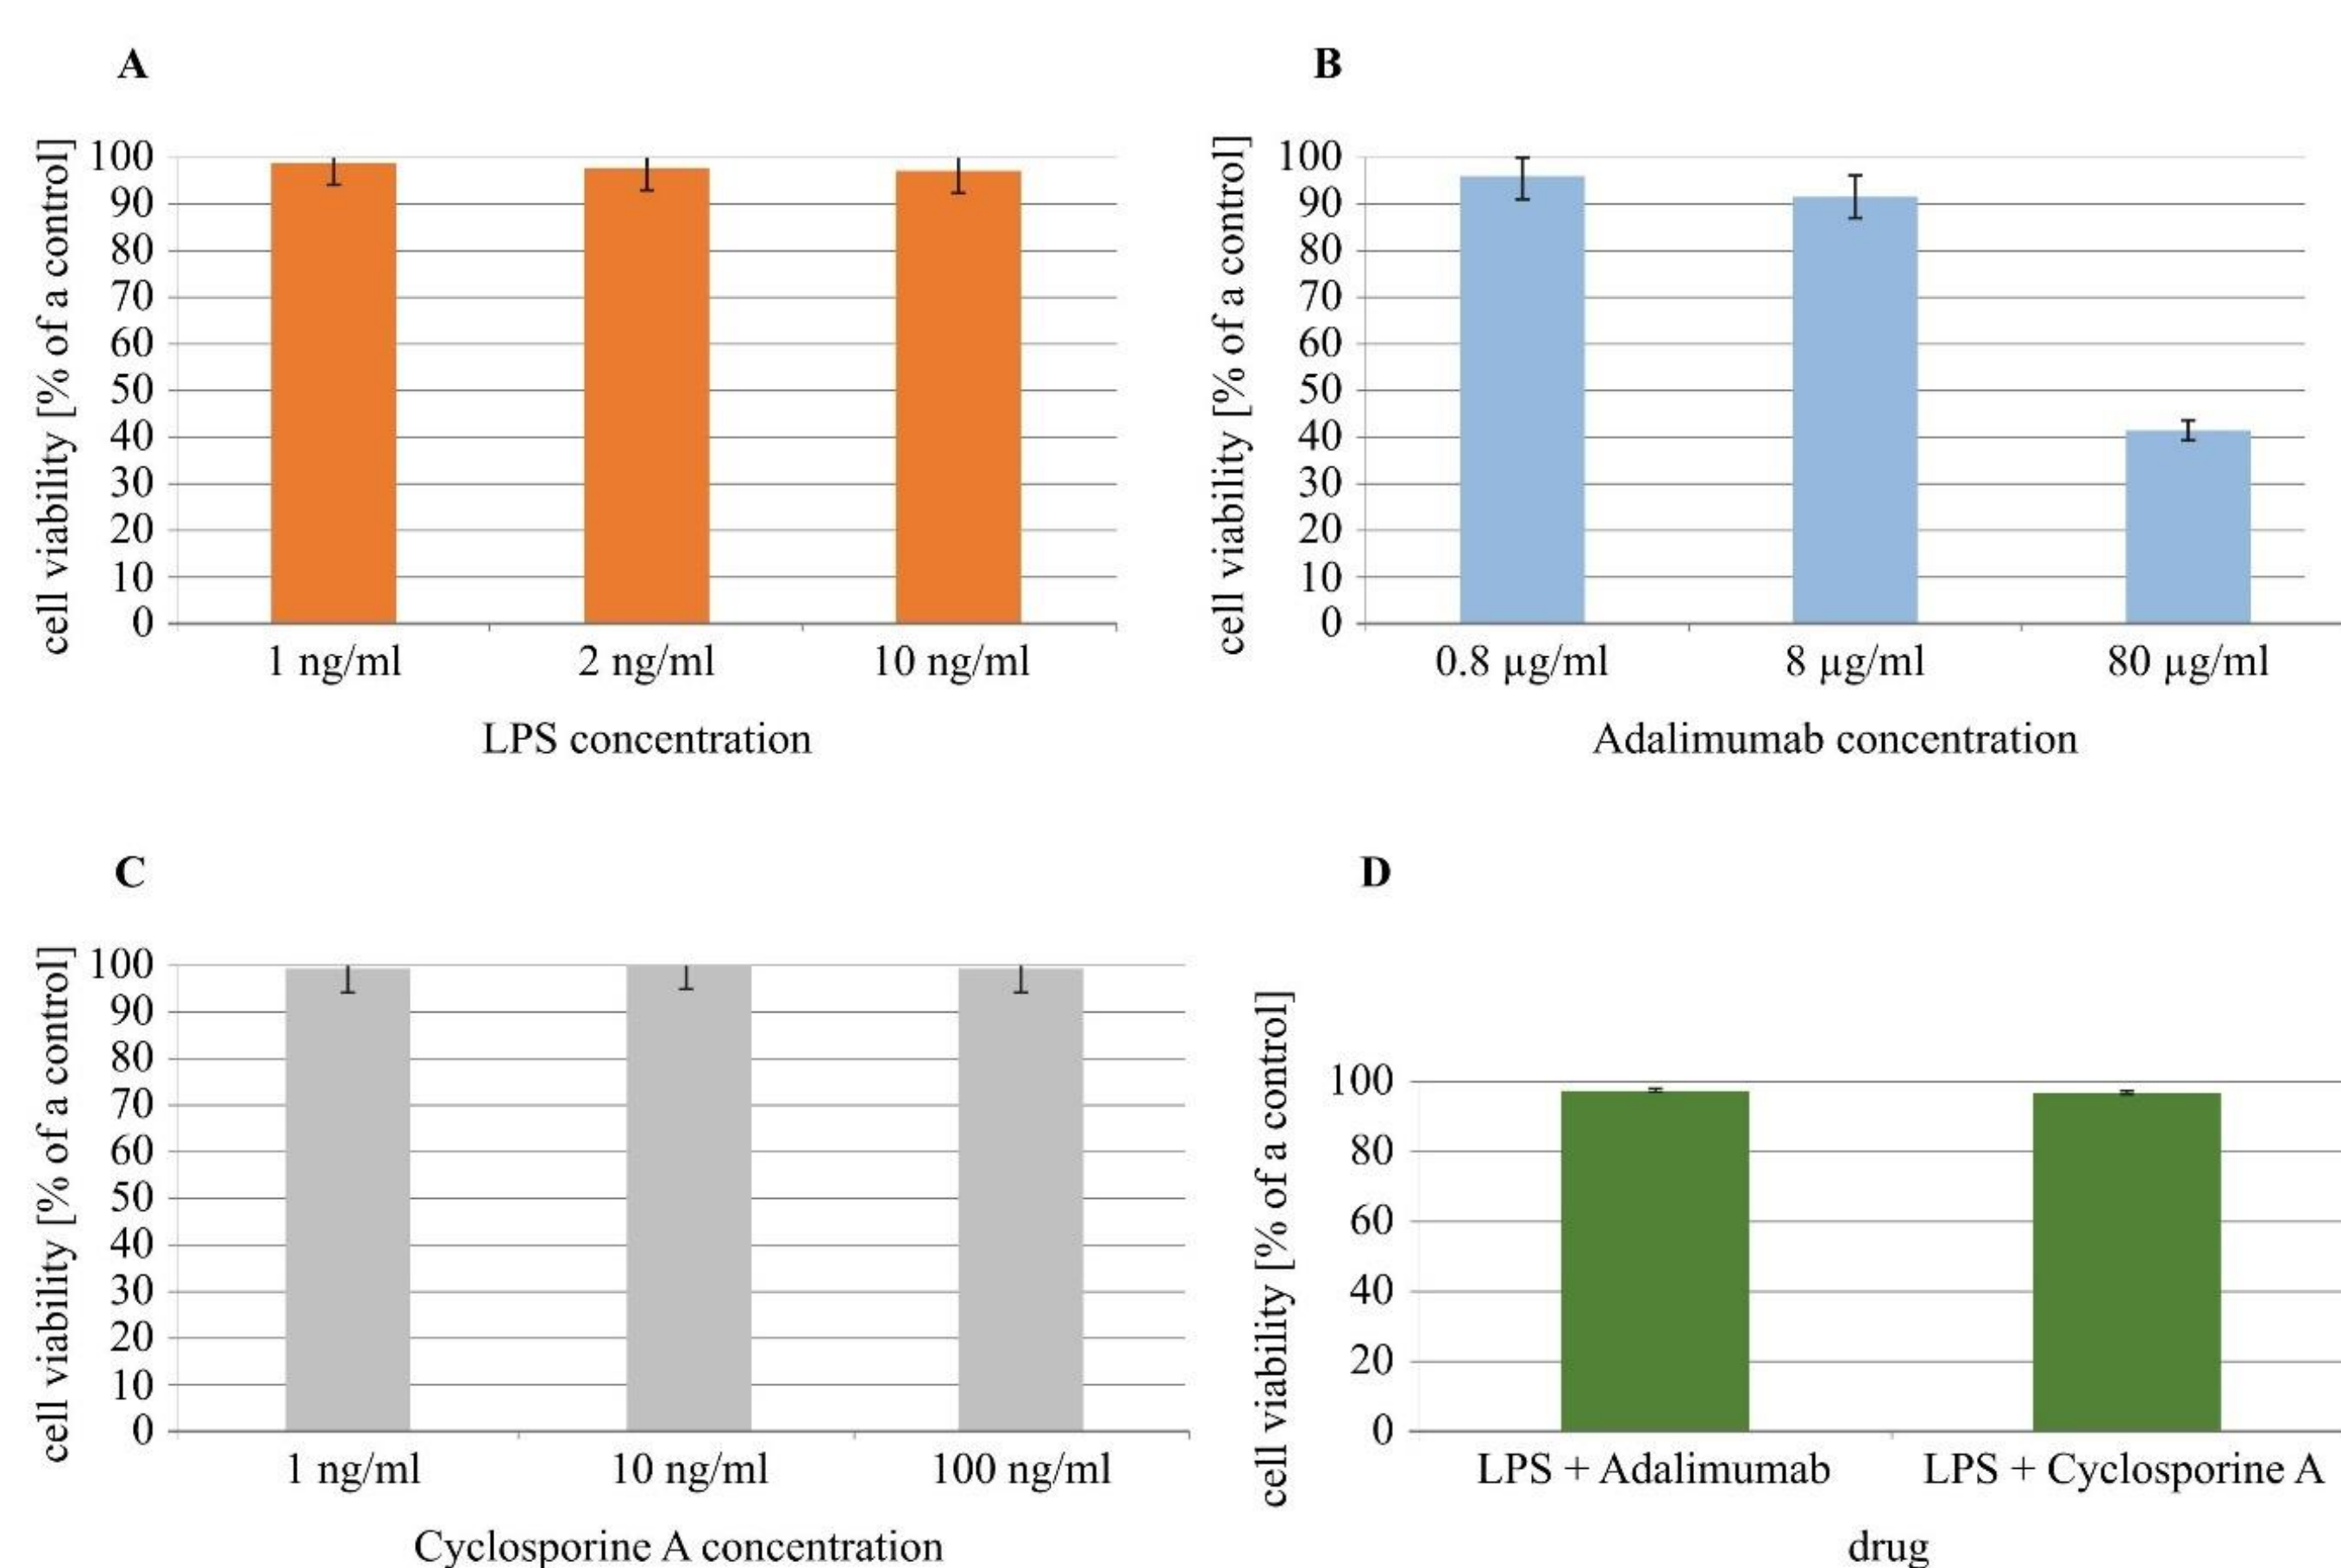 A
cell viability [% of a control]
100
90
80
70
60
50
40
30
20
10
0
1 ng/ml 2 ng/ml 10 ng/ml
LPS concentration
B
cell viability [% of a control]
100
90
80
70
60
50
40
30
20
10
0
0.8 µg/ml 8 µg/ml 80 µg/ml
Adalimumab concentration
C
cell viability [% of a control]
100
90
80
70
60
50
40
30
20
10
0
1 ng/ml 10 ng/ml 100 ng/ml
Cyclosporine A concentration
D
cell viability [% of a control]
100
80
60
40
20
0
LPS + Adalimumab LPS + Cyclosporine A
drug